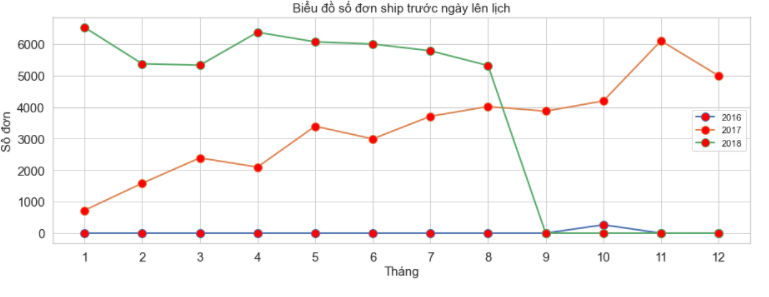 Biểu đồ số đơn ship trước ngày lên lịch
6000
5000
4000
3000
2000
1000
0
Số đơn
1 2 3 4 5 6 7 8 9 10 11 12
Tháng
2016
2017
2018